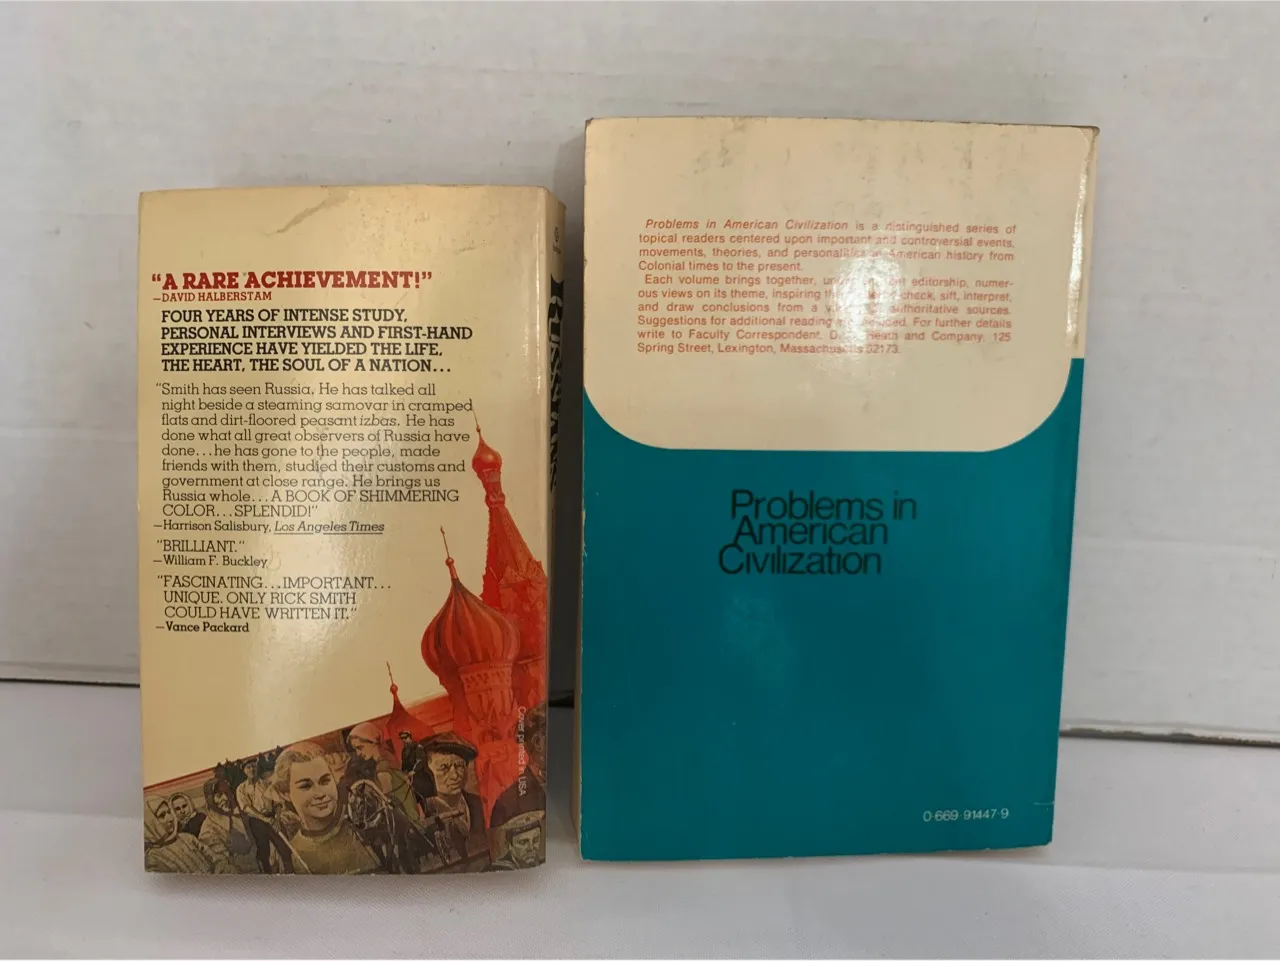 “A RARE ACHIEVEMENT!”
—DAVID HALBERSTAM
FOUR YEARS OF INTENSE STUDY,
PERSONAL INTERVIEWS AND FIRST-HAND
EXPERIENCE HAVE YIELDED THE LIFE,
THE HEART, THE SOUL OF A NATION...
“Smith has seen Russia. He has talked all
night beside a steaming samovar in cramped
flats and dirt-floored peasant izbas. He has
done what all great observers of Russia have
done...he has gone to the people, made
friends with them, studied their customs and
government at close range. He brings us
Russia whole...A BOOK OF SHIMMERING
COLOR...SPLENDID!”
—Harrison Salisbury, Los Angeles Times
“BRILLIANT.”
—William F. Buckley
“FASCINATING...IMPORTANT...
UNIQUE. ONLY RICK SMITH
COULD HAVE WRITTEN IT.”
—Vance Packard
Cover printed in USA
RUSSIANS
Problems in American Civilization is a distinguished series of
topical readers centered upon important and controversial events,
movements, theories, and personalities in American history from
Colonial times to the present.
Each volume brings together, editorship, numer-
ous views on its theme, inspiring check, sift, interpret,
and draw conclusions from a authoritative sources.
Suggestions for additional reading For further details
write to Faculty Correspondent, Heath and Company, 125
Spring Street, Lexington, Massachusetts 02173.
Problems in
American
Civilization
0-669-91447-9